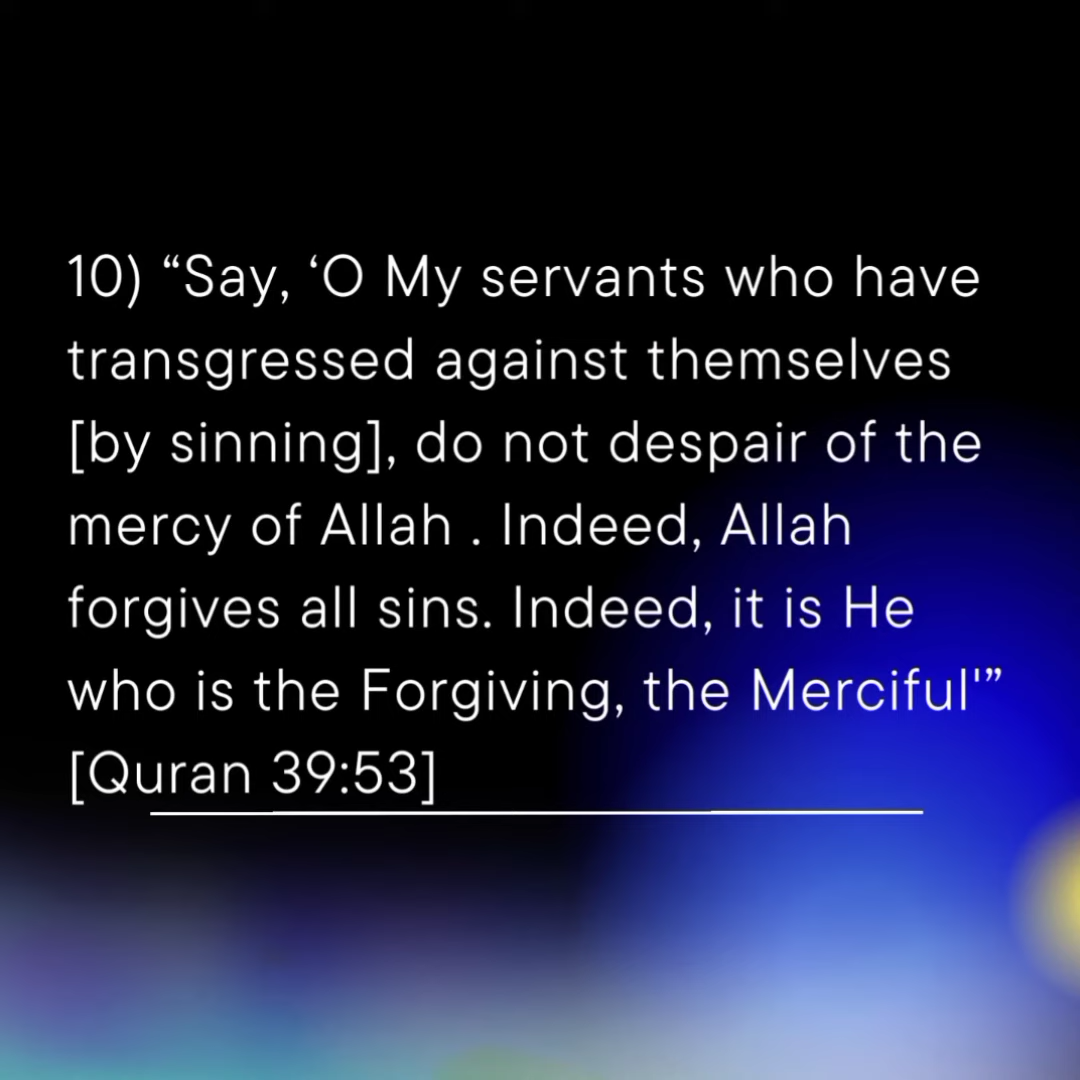 10) “Say, ‘O My servants who have
transgressed against themselves
[by sinning], do not despair of the
mercy of Allah . Indeed, Allah
forgives all sins. Indeed, it is He
who is the Forgiving, the Merciful'”
[Quran 39:53]